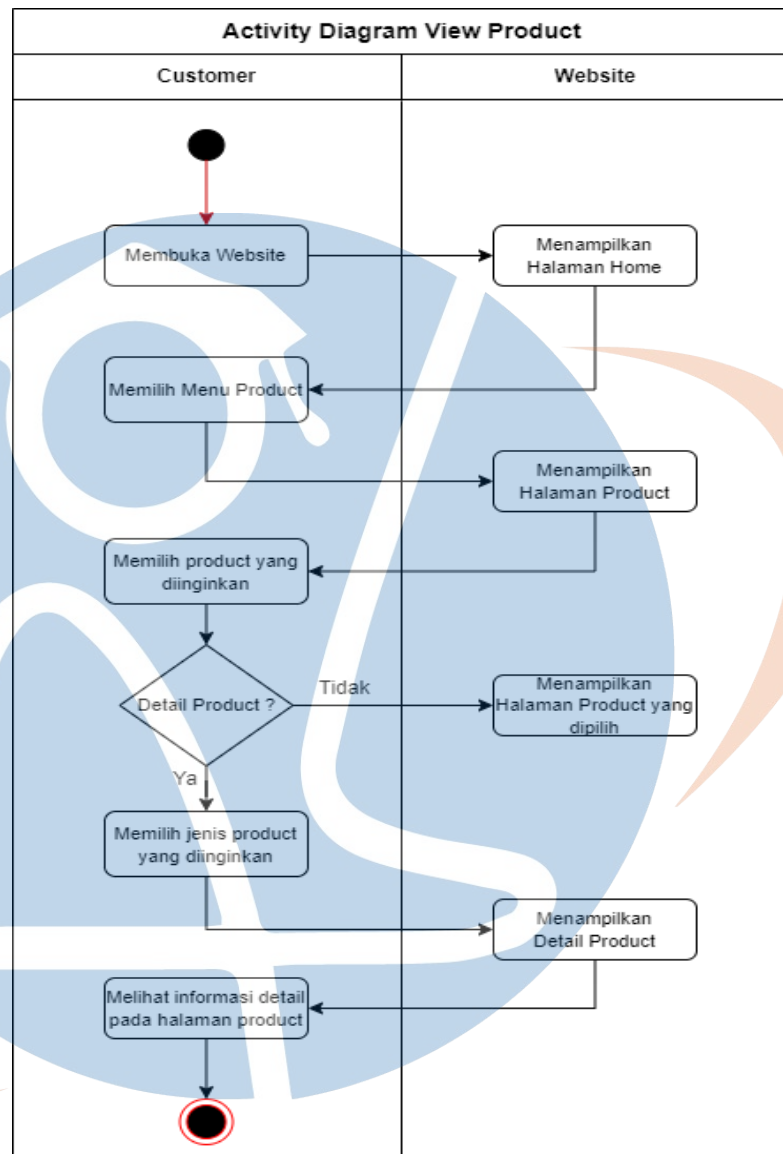 Activity Diagram View Product
Customer
Website
Membuka Website
Menampilkan
Halaman Home
Memilih Menu Product
Menampilkan
Halaman Product
Memilih product yang
diinginkan
Detail Product ?
Tidak
Menampilkan
Halaman Product yang
dipilih
Ya
Memilih jenis product
yang diinginkan
Menampilkan
Detail Product
Melihat informasi detail
pada halaman product